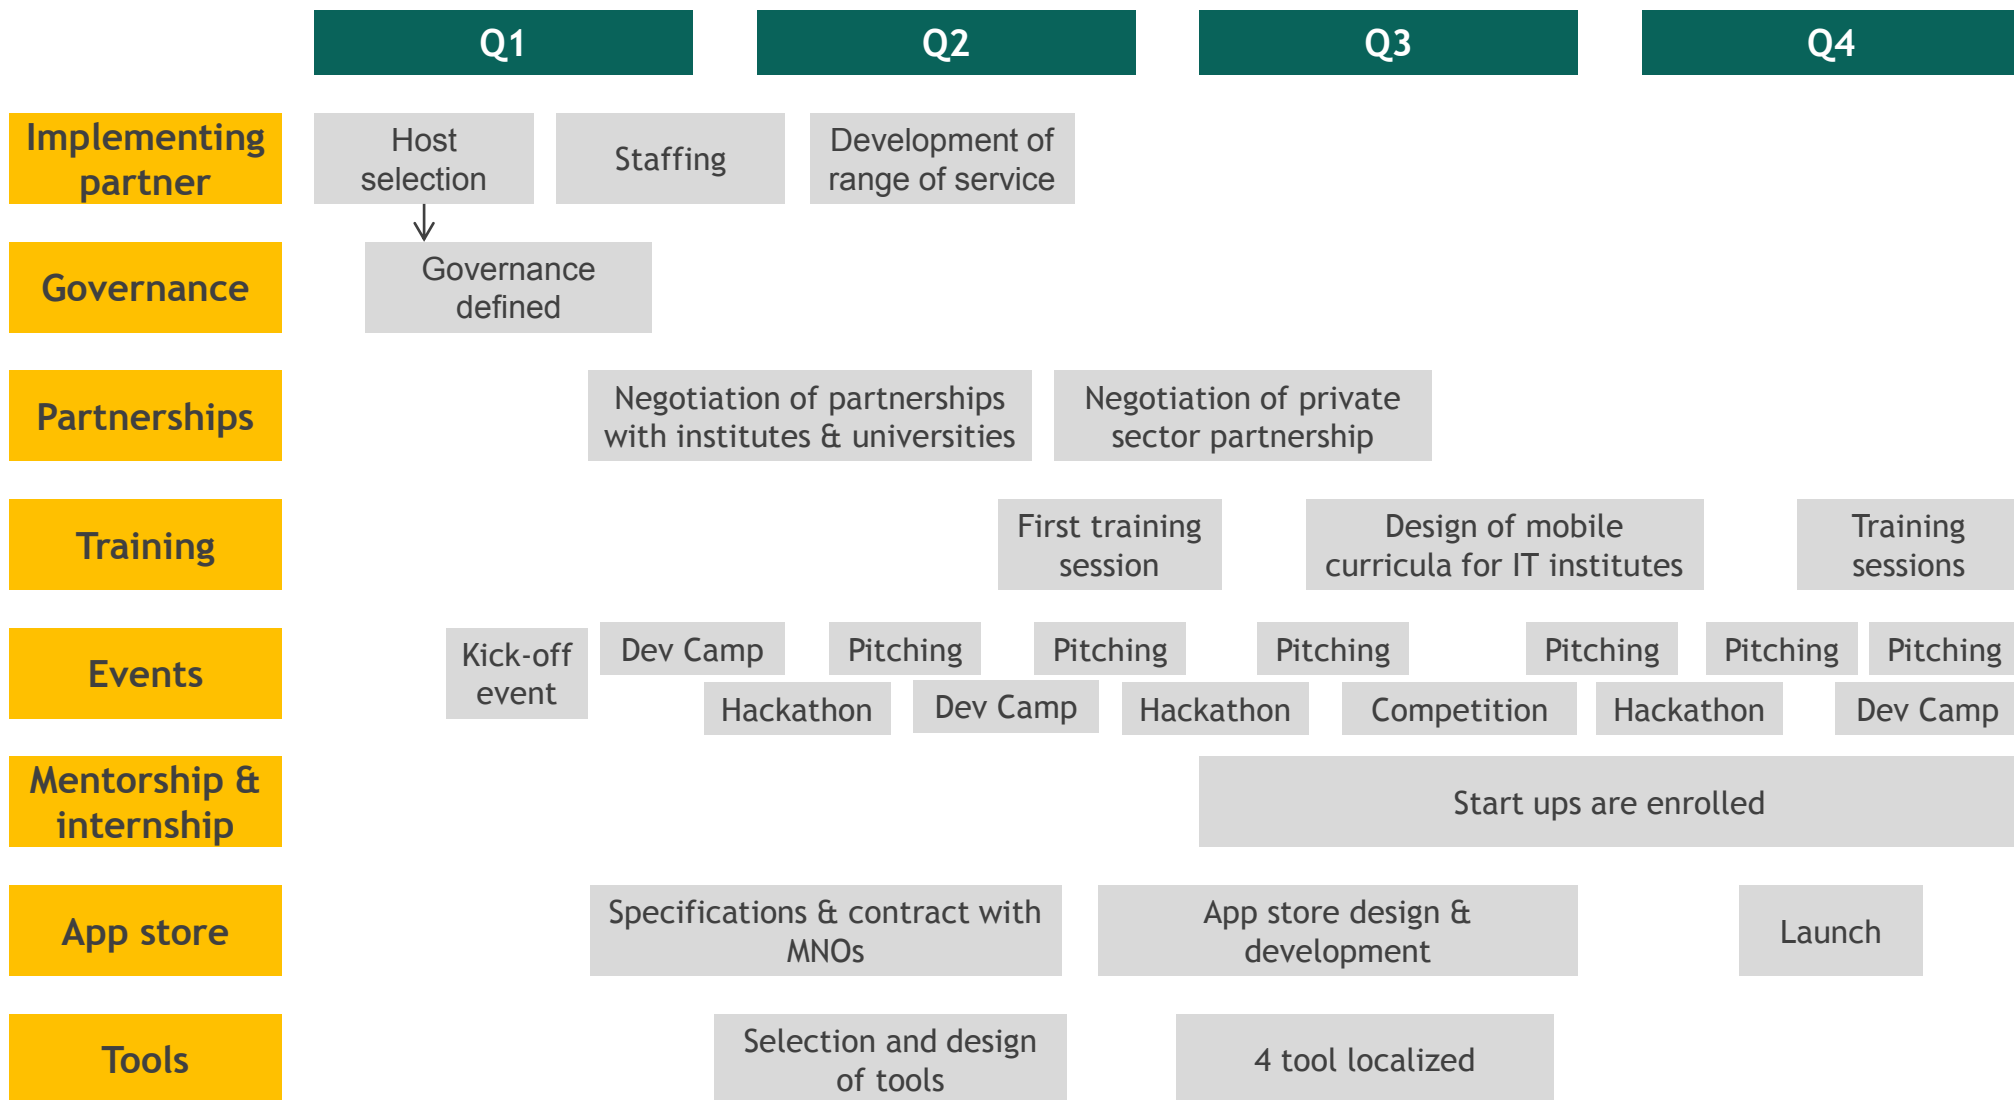 Q1 Q2 Q3 Q4
Implementing
partner
Host
selection
Staffing
Development of
range of service
Governance
Governance
defined
Partnerships
Negotiation of partnerships
with institutes & universities
Negotiation of private
sector partnership
Training
First training
session
Design of mobile
curricula for IT institutes
Training
sessions
Events
Kick-off
event
Dev Camp
Pitching
Pitching
Pitching
Pitching
Pitching
Pitching
Hackathon
Dev Camp
Hackathon
Competition
Hackathon
Dev Camp
Mentorship &
internship
Start ups are enrolled
App store
Specifications & contract with
MNOs
App store design &
development
Launch
Tools
Selection and design
of tools
4 tool localized